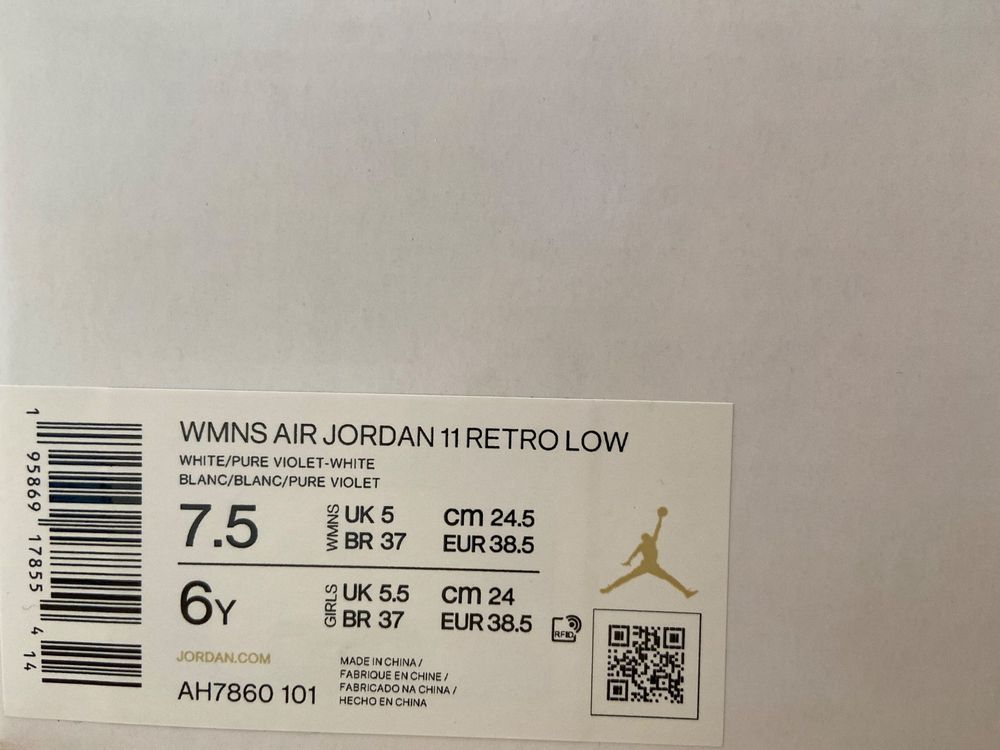 WMNS AIR JORDAN 11 RETRO LOW
WHITE/PURE VIOLET-WHITE
BLANC/BLANC/PURE VIOLET
7.5 WMNS UK 5 cm 24.5
BR 37 EUR 38.5
6Y GIRLS UK 5.5 cm 24
BR 37 EUR 38.5
RFID
JORDAN.COM
AH7860 101
MADE IN CHINA /
FABRIQUE EN CHINE /
FABRICADO NA CHINA /
HECHO EN CHINA
1 95869 17855 4 14